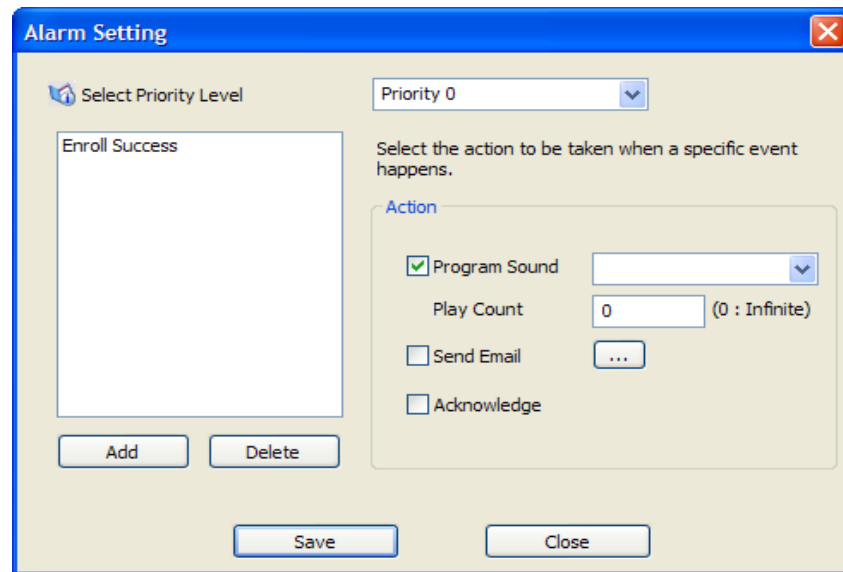 Alarm Setting
Select Priority Level
Priority 0
Enroll Success
Select the action to be taken when a specific event
happens.
Action
Program Sound
Play Count
0
(0 : Infinite)
Send Email
...
Acknowledge
Add
Delete
Save
Close